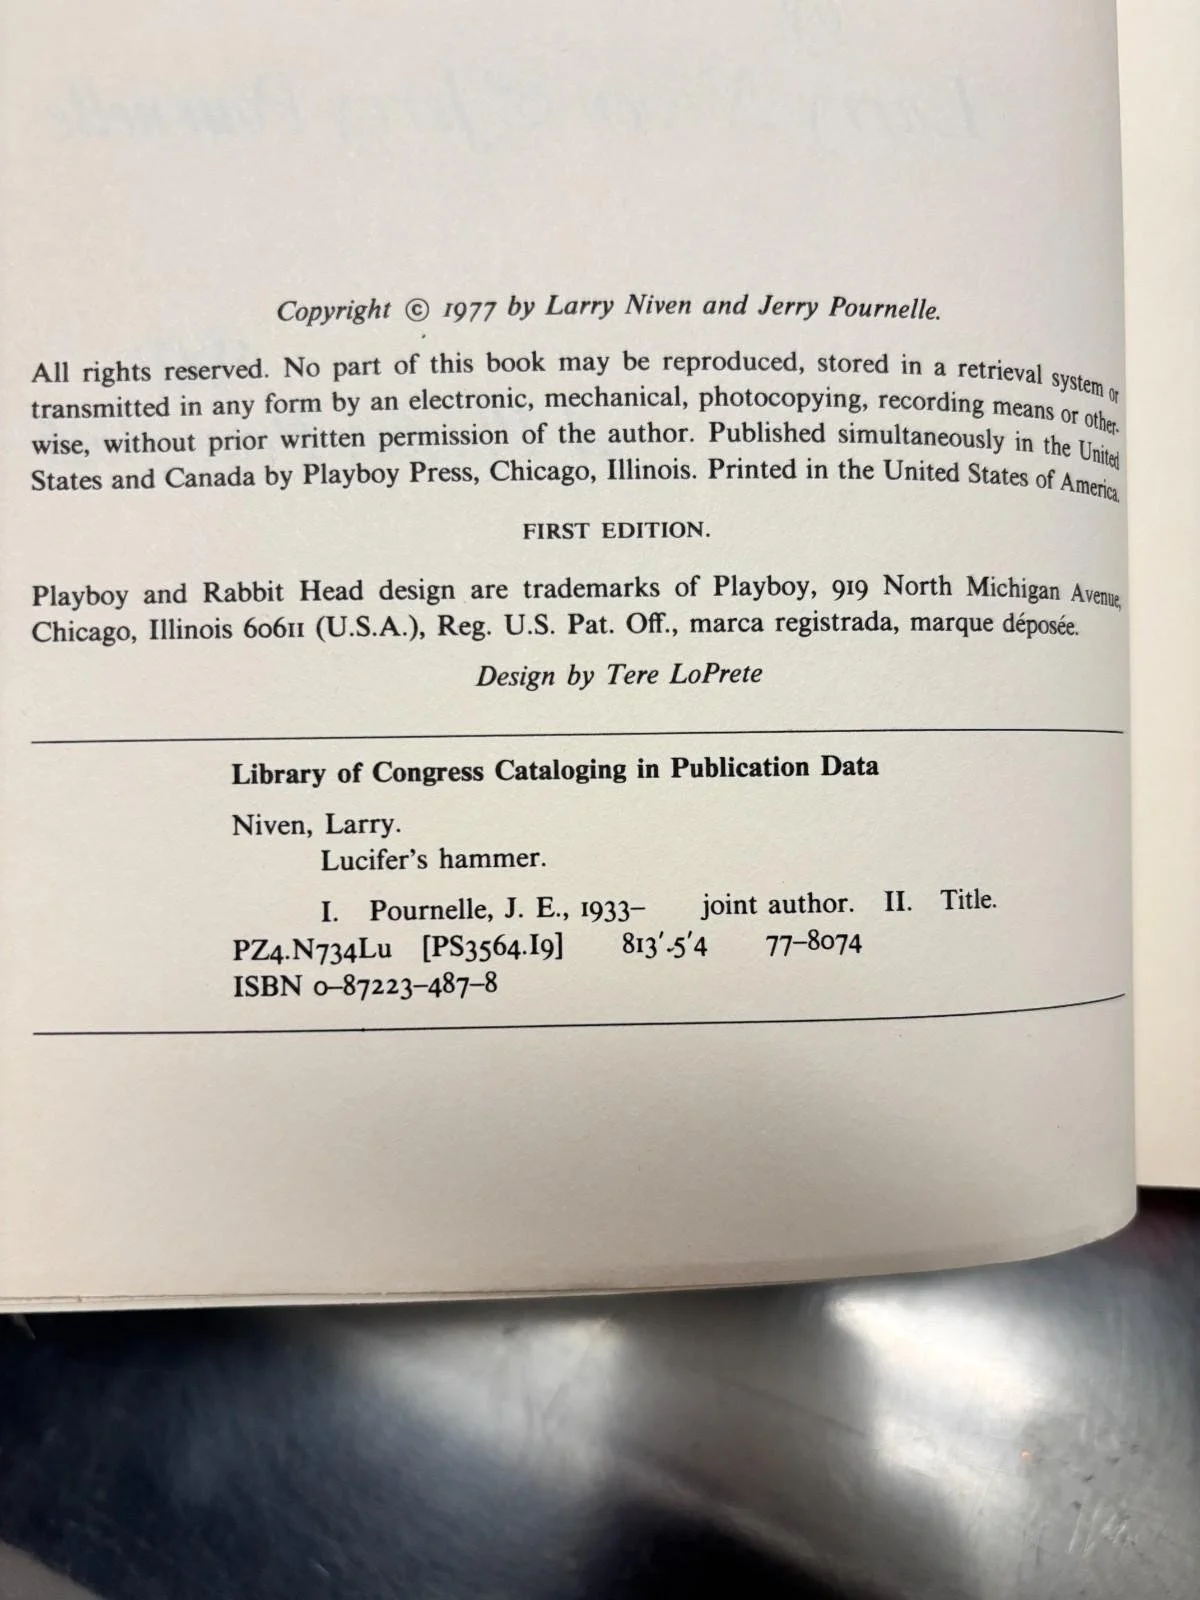 Copyright © 1977 by Larry Niven and Jerry Pournelle.
All rights reserved. No part of this book may be reproduced, stored in a retrieval system or
transmitted in any form by an electronic, mechanical, photocopying, recording means or other-
wise, without prior written permission of the author. Published simultaneously in the United
States and Canada by Playboy Press, Chicago, Illinois. Printed in the United States of America.
FIRST EDITION.
Playboy and Rabbit Head design are trademarks of Playboy, 919 North Michigan Avenue,
Chicago, Illinois 60611 (U.S.A.), Reg. U.S. Pat. Off., marca registrada, marque déposée.
Design by Tere LoPrete
Library of Congress Cataloging in Publication Data
Niven, Larry.
Lucifer's hammer.
I. Pournelle, J. E., 1933– joint author. II. Title.
PZ4.N734Lu [PS3564.I9] 813'.5'4 77–8074
ISBN 0–87223–487–8